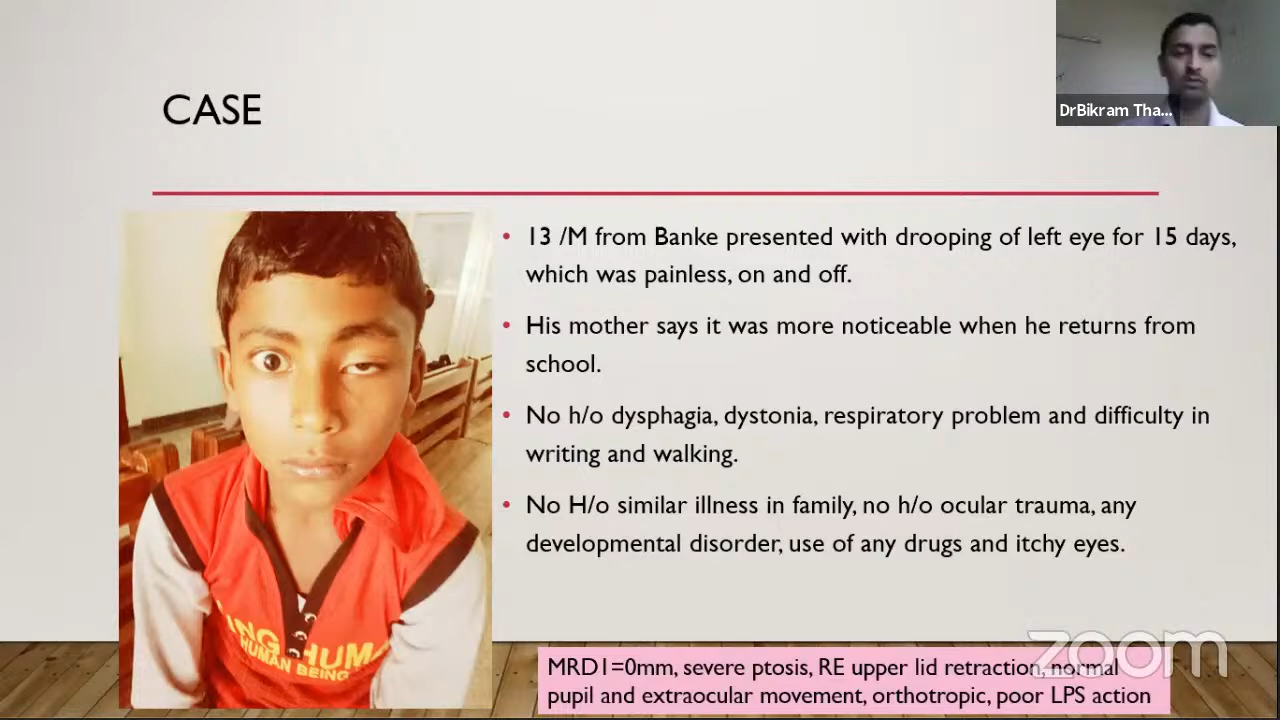 DrBikram Tha...
CASE
• 13 /M from Banke presented with drooping of left eye for 15 days,
which was painless, on and off.
• His mother says it was more noticeable when he returns from
school.
• No h/o dysphagia, dystonia, respiratory problem and difficulty in
writing and walking.
• No H/o similar illness in family, no h/o ocular trauma, any
developmental disorder, use of any drugs and itchy eyes.
HUMAN BEING
zoom
MRD1=0mm, severe ptosis, RE upper lid retraction, normal
pupil and extraocular movement, orthotropic, poor LPS action